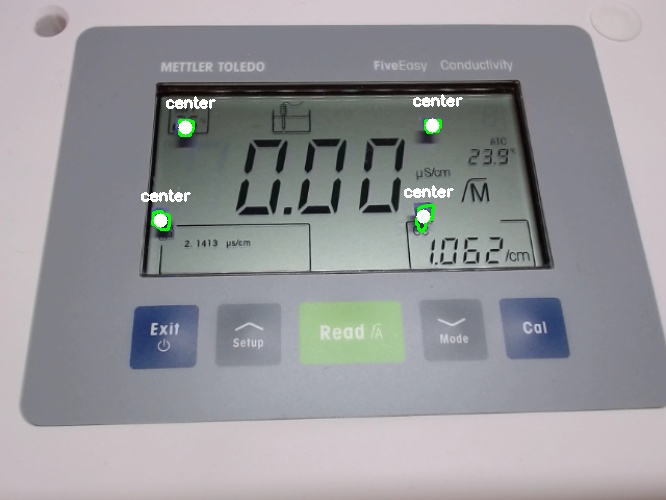 METTLER TOLEDO FiveEasy Conductivity
center center
0.00 µS/cm
ATC
23.9 °C
/M
center center
2. 1413 µs/cm
1.062 /cm
Exit Setup Read /A Mode Cal